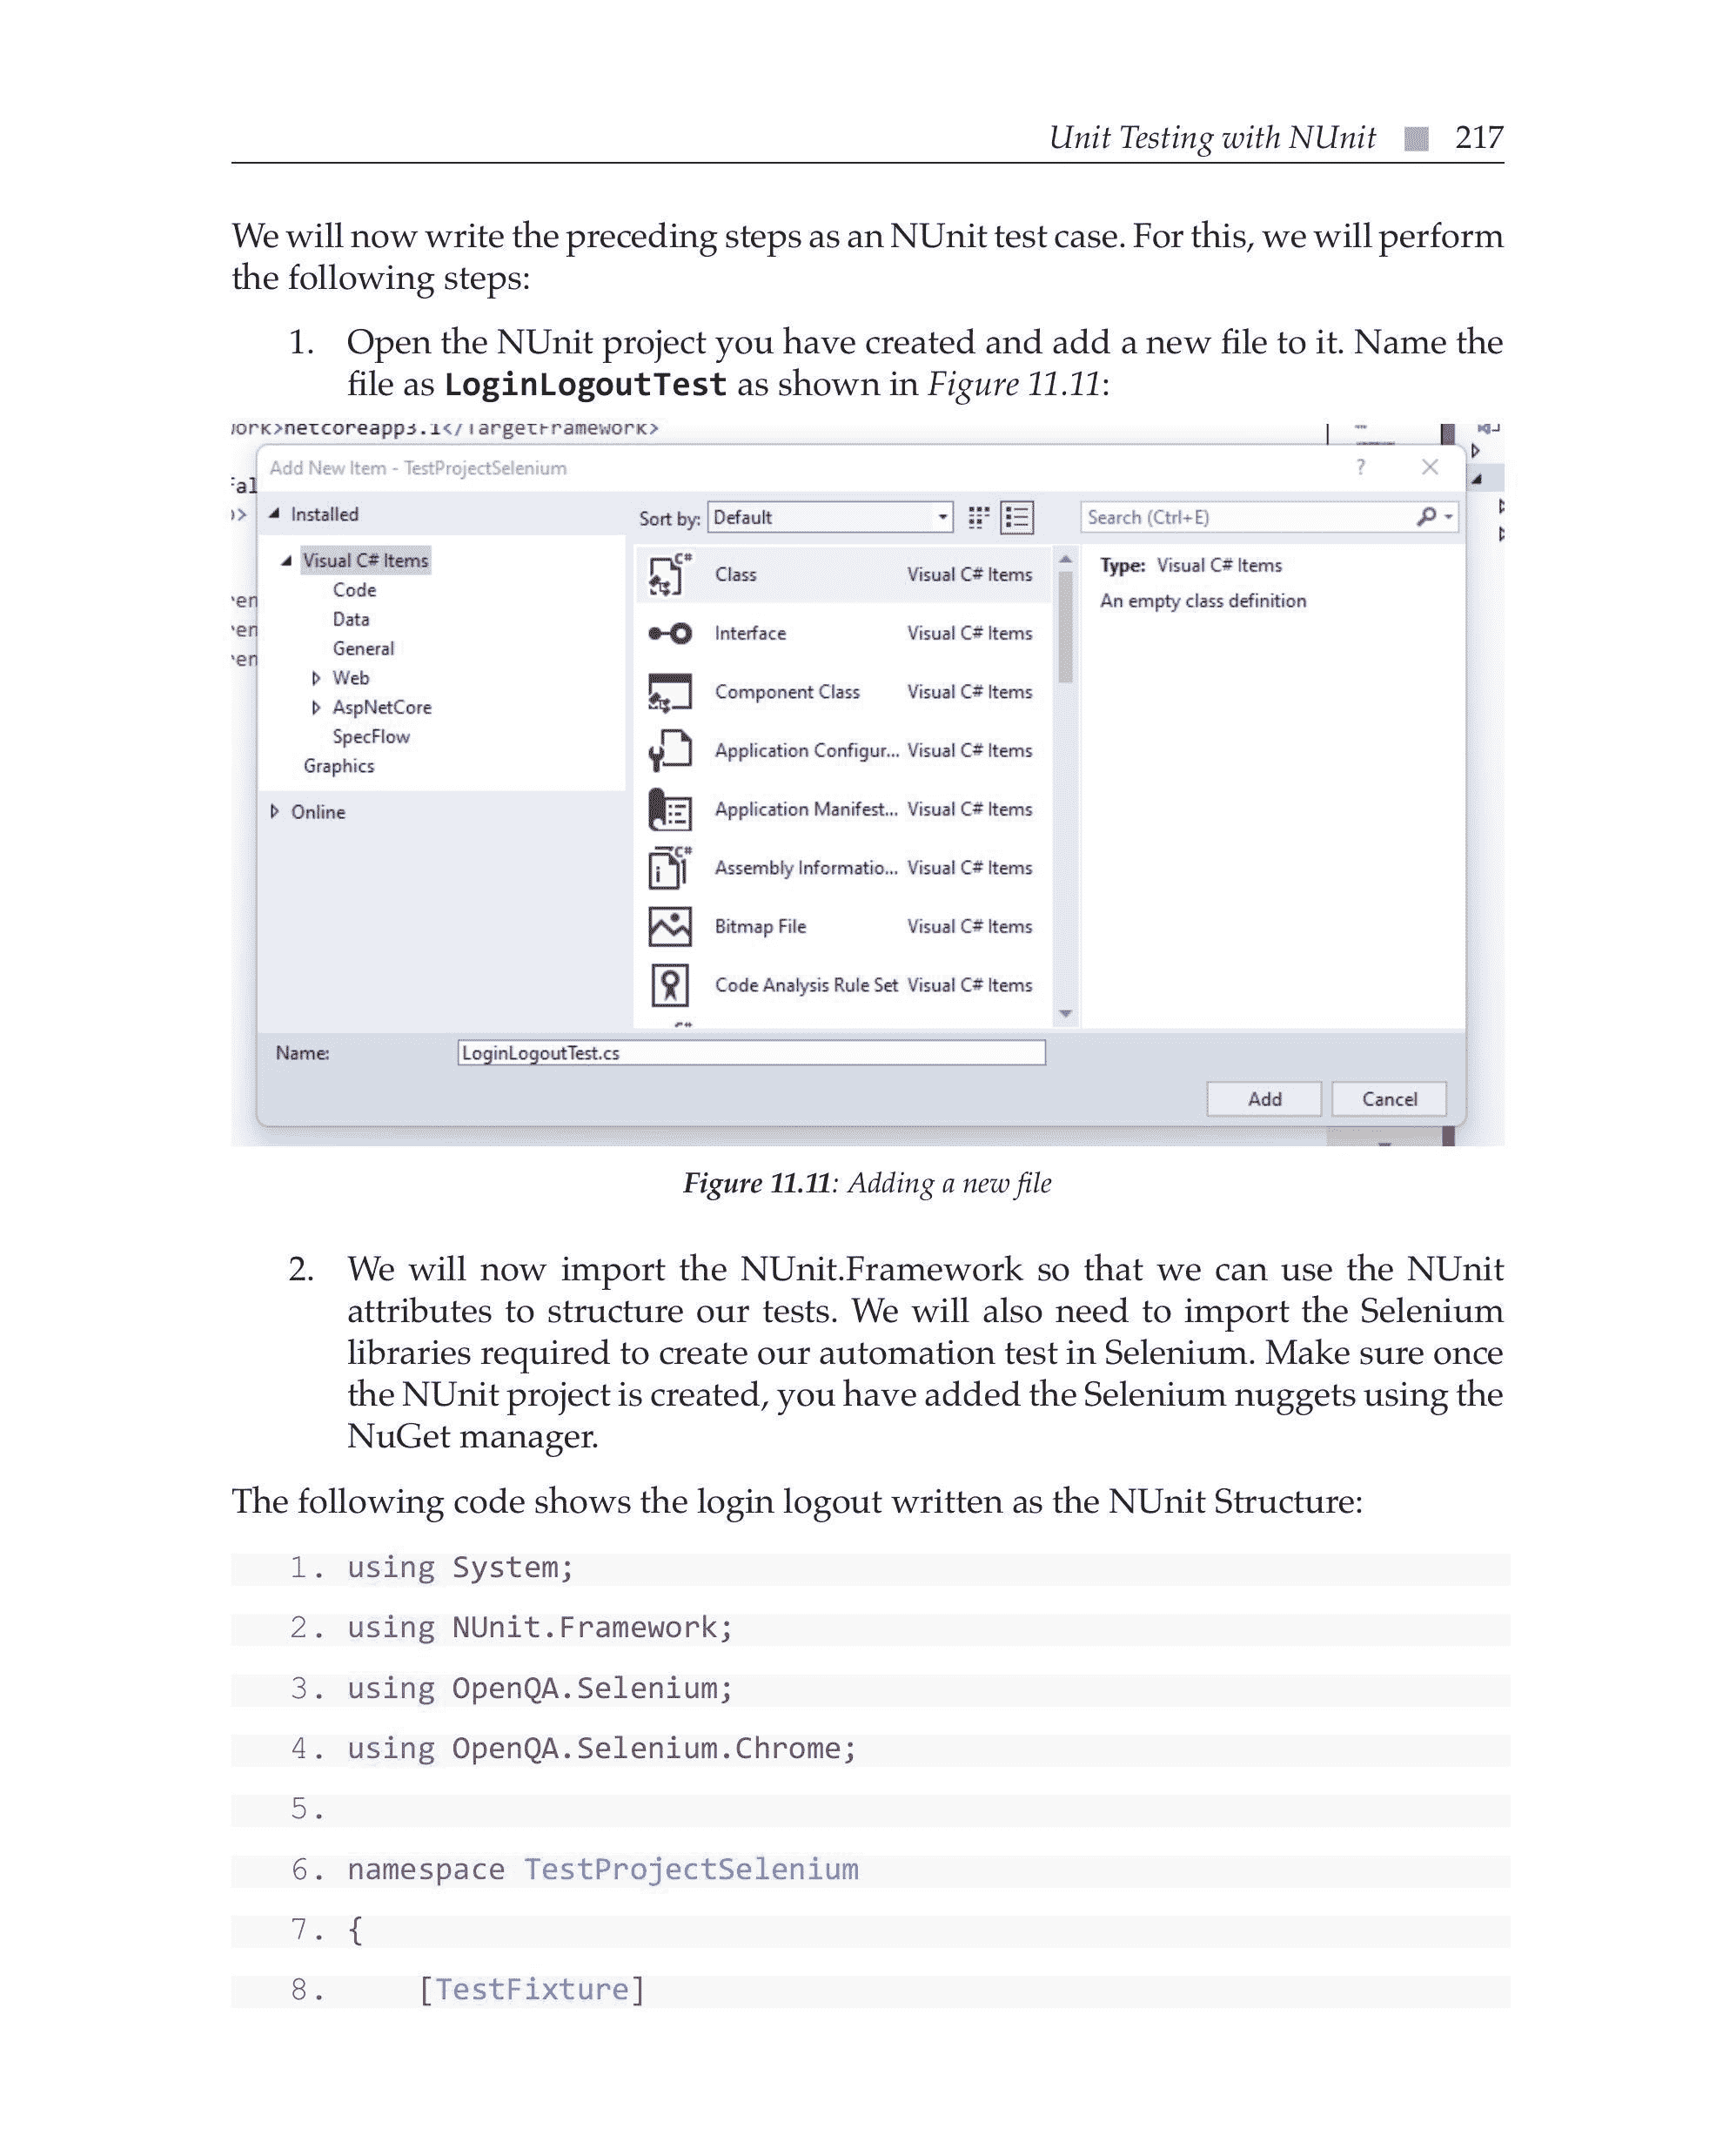 Unit Testing with NUnit 217
We will now write the preceding steps as an NUnit test case. For this, we will perform
the following steps:
1. Open the NUnit project you have created and add a new file to it. Name the
file as LoginLogoutTest as shown in Figure 11.11:
ork>netcoreapp3.1</TargetFramework>
Add New Item - TestProjectSelenium ? ×
Installed
Sort by: Default
Search (Ctrl+E)
Visual C# Items
Code
Data
General
Web
AspNetCore
SpecFlow
Graphics
Online
Class Visual C# Items
Interface Visual C# Items
Component Class Visual C# Items
Application Configur... Visual C# Items
Application Manifest... Visual C# Items
Assembly Informatio... Visual C# Items
Bitmap File Visual C# Items
Code Analysis Rule Set Visual C# Items
Type: Visual C# Items
An empty class definition
Name: LoginLogoutTest.cs
Add Cancel
Figure 11.11: Adding a new file
2. We will now import the NUnit.Framework so that we can use the NUnit
attributes to structure our tests. We will also need to import the Selenium
libraries required to create our automation test in Selenium. Make sure once
the NUnit project is created, you have added the Selenium nuggets using the
NuGet manager.
The following code shows the login logout written as the NUnit Structure:
1. using System;
2. using NUnit.Framework;
3. using OpenQA.Selenium;
4. using OpenQA.Selenium.Chrome;
5.
6. namespace TestProjectSelenium
7. {
8. [TestFixture]